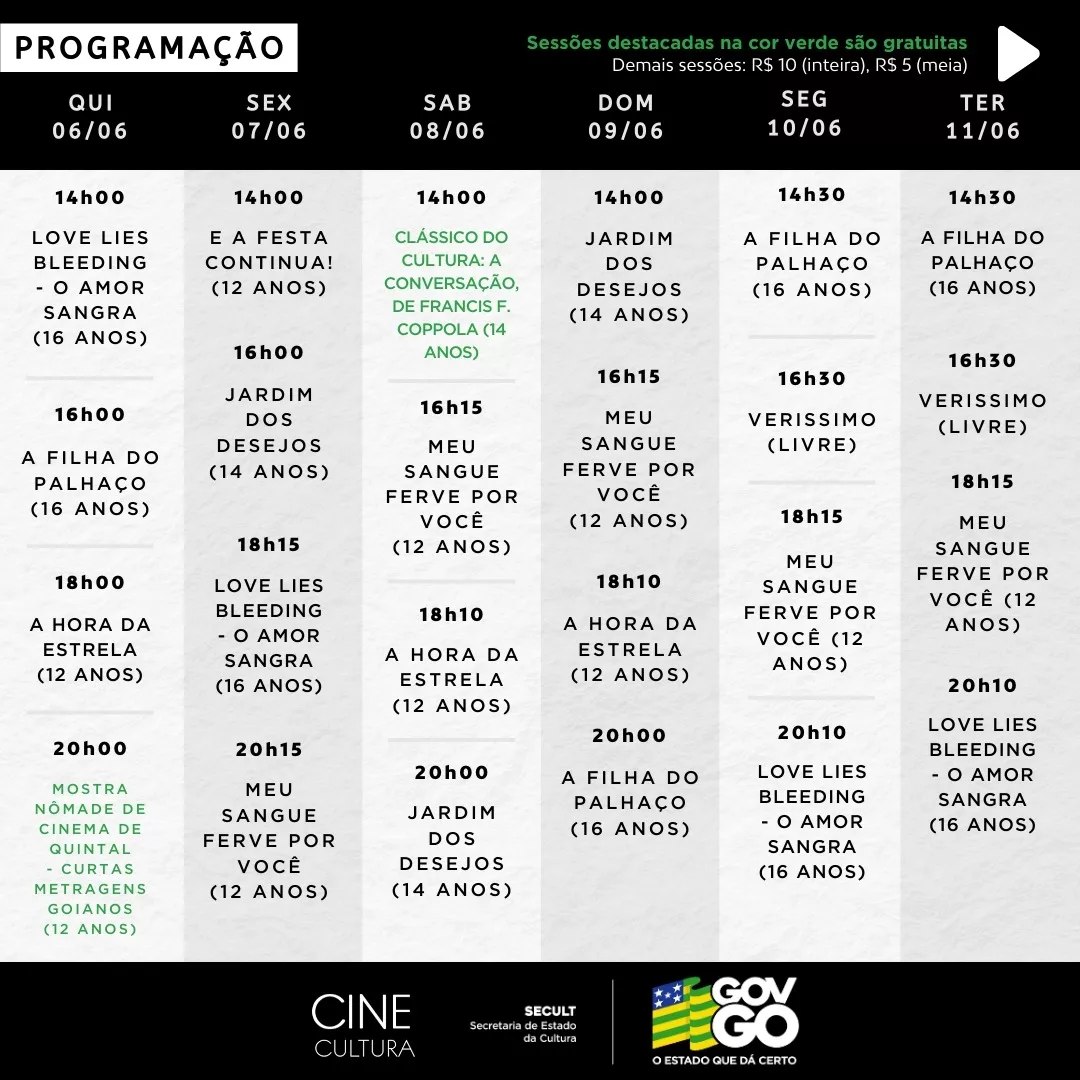 PROGRAMAÇÃO
Sessões destacadas na cor verde são gratuitas
Demais sessões: R$ 10 (inteira), R$ 5 (meia)
QUI
06/06
14h00
LOVE LIES
BLEEDING
- O AMOR
SANGRA
(16 ANOS)
16h00
A FILHA DO
PALHAÇO
(16 ANOS)
18h00
A HORA DA
ESTRELA
(12 ANOS)
20h00
MOSTRA
NÔMADE DE
CINEMA DE
QUINTAL
- CURTAS
METRAGENS
GOIANOS
(12 ANOS)
SEX
07/06
14h00
E A FESTA
CONTINUA!
(12 ANOS)
16h00
JARDIM
DOS
DESEJOS
(14 ANOS)
18h15
LOVE LIES
BLEEDING
- O AMOR
SANGRA
(16 ANOS)
20h15
MEU
SANGUE
FERVE POR
VOCÊ
(12 ANOS)
SAB
08/06
14h00
CLÁSSICO DO
CULTURA: A
CONVERSAÇÃO,
DE FRANCIS F.
COPPOLA (14
ANOS)
16h15
MEU
SANGUE
FERVE POR
VOCÊ
(12 ANOS)
18h10
A HORA DA
ESTRELA
(12 ANOS)
20h00
JARDIM
DOS
DESEJOS
(14 ANOS)
DOM
09/06
14h00
JARDIM
DOS
DESEJOS
(14 ANOS)
16h15
MEU
SANGUE
FERVE POR
VOCÊ
(12 ANOS)
18h10
A HORA DA
ESTRELA
(12 ANOS)
20h00
A FILHA DO
PALHAÇO
(16 ANOS)
SEG
10/06
14h30
A FILHA DO
PALHAÇO
(16 ANOS)
16h30
VERISSIMO
(LIVRE)
18h15
MEU
SANGUE
FERVE POR
VOCÊ (12
ANOS)
20h10
LOVE LIES
BLEEDING
- O AMOR
SANGRA
(16 ANOS)
TER
11/06
14h30
A FILHA DO
PALHAÇO
(16 ANOS)
16h30
VERISSIMO
(LIVRE)
18h15
MEU
SANGUE
FERVE POR
VOCÊ (12
ANOS)
20h10
LOVE LIES
BLEEDING
- O AMOR
SANGRA
(16 ANOS)
CINE
CULTURA
SECULT
Secretaria de Estado
da Cultura
GOV
GO
O ESTADO QUE DÁ CERTO